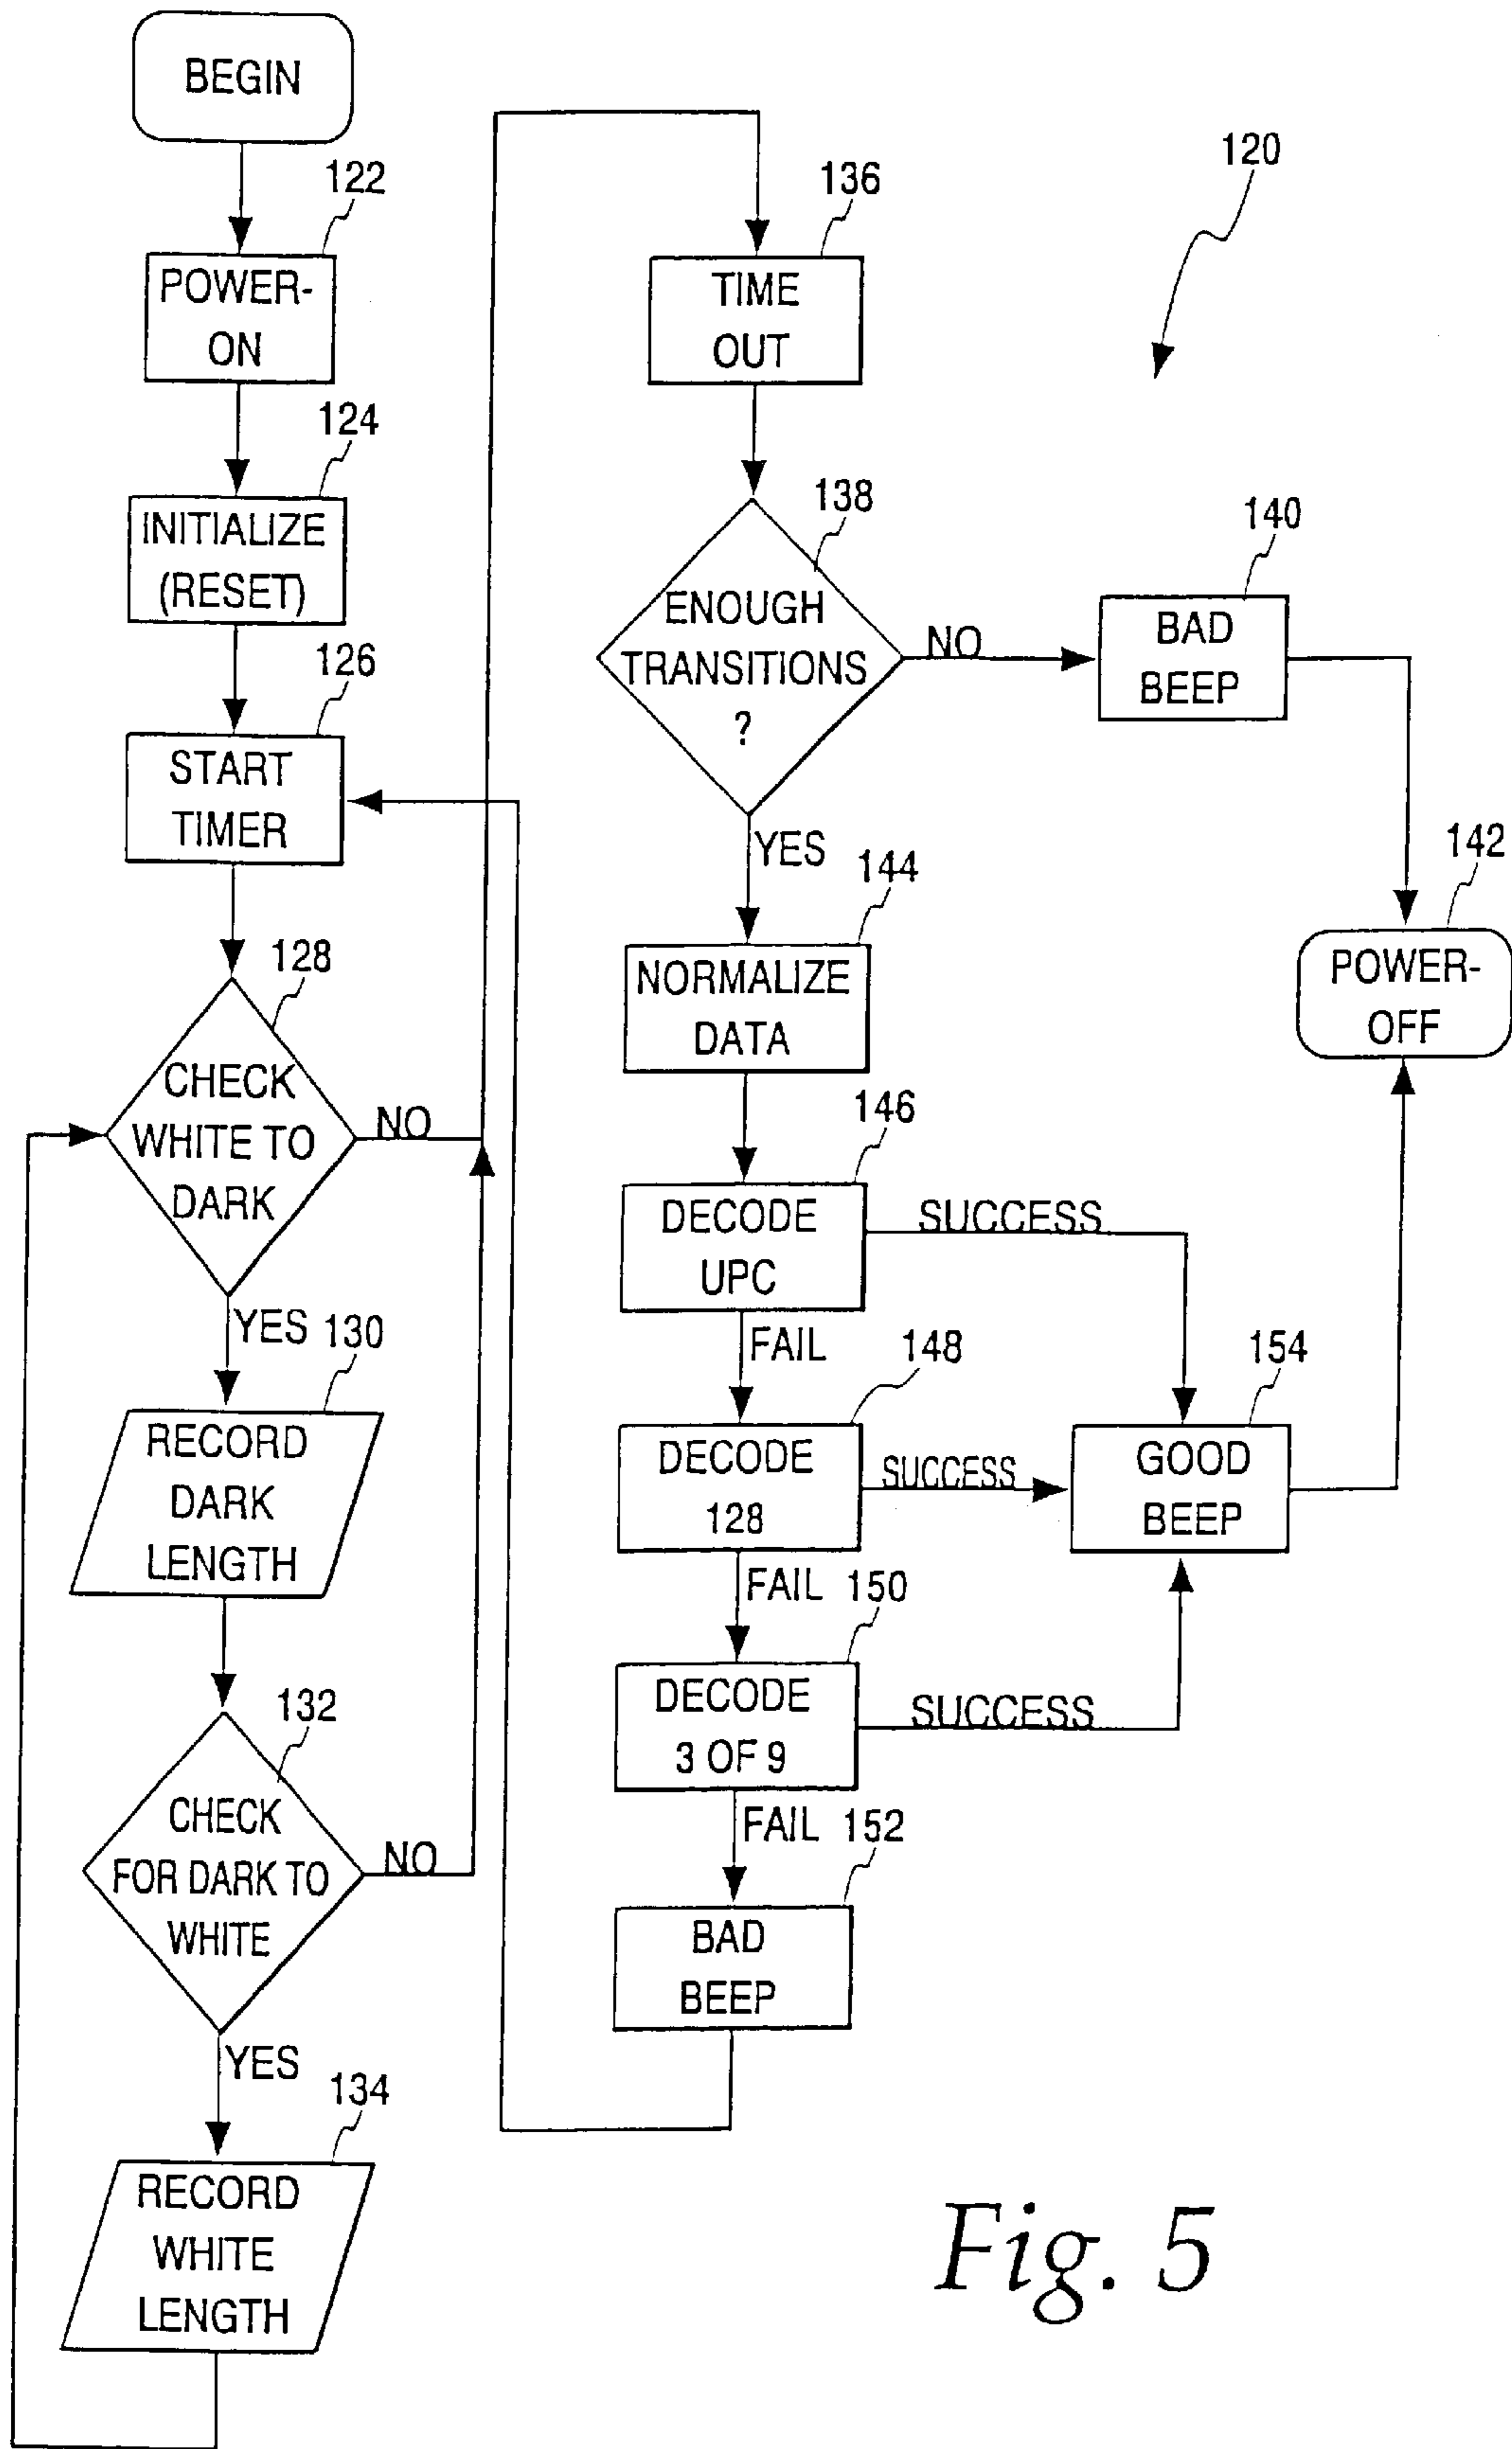 BEGIN
122
POWER-
ON
124
INITIALIZE
(RESET)
126
START
TIMER
128
CHECK
WHITE TO
DARK
NO
YES 130
RECORD
DARK
LENGTH
132
CHECK
FOR DARK TO
WHITE
NO
YES
134
RECORD
WHITE
LENGTH
136
TIME
OUT
138
ENOUGH
TRANSITIONS
?
NO
YES
140
BAD
BEEP
142
POWER-
OFF
144
NORMALIZE
DATA
146
DECODE
UPC
SUCCESS
FAIL
148
DECODE
128
SUCCESS
FAIL 150
DECODE
3 OF 9
SUCCESS
FAIL 152
BAD
BEEP
154
GOOD
BEEP
120
Fig. 5